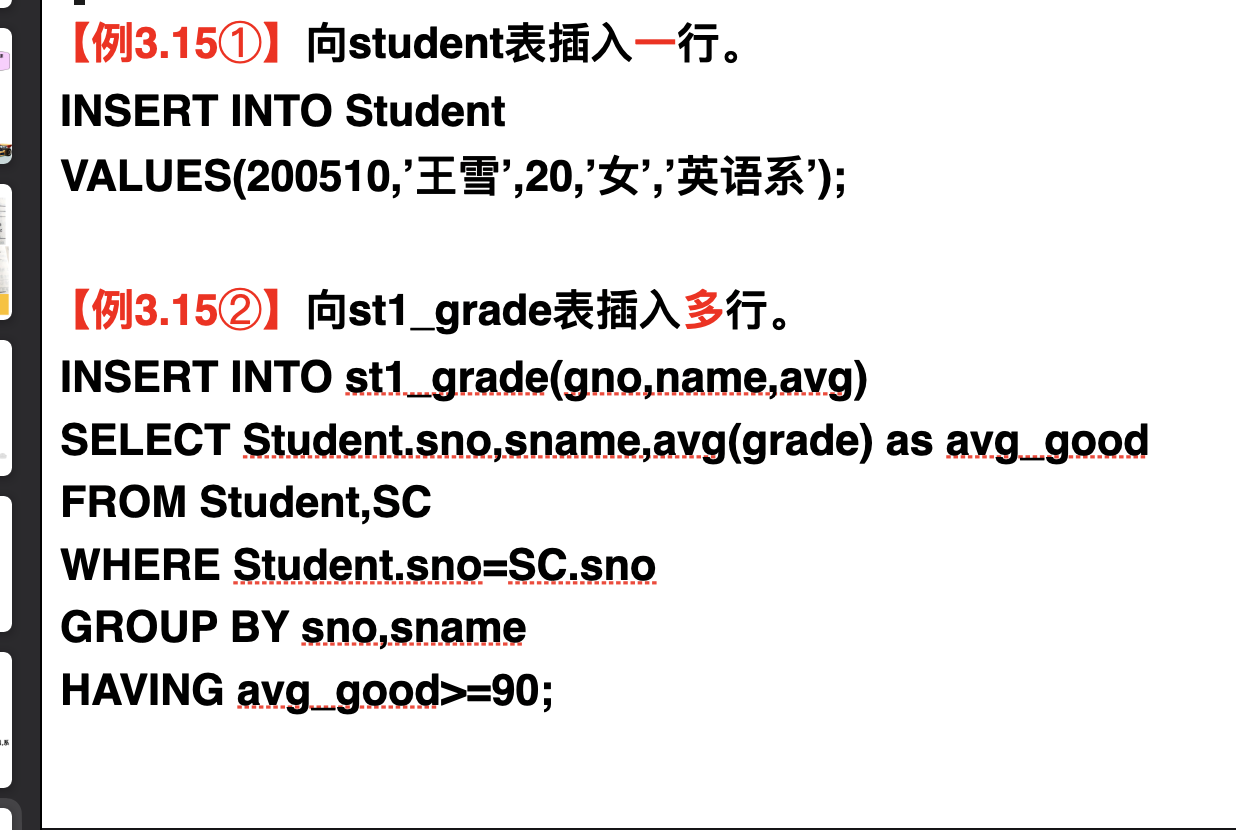 【例3.15①】向student表插入一行。
INSERT INTO Student
VALUES(200510,’王雪’,20,’女’,’英语系’);
【例3.15②】向st1_grade表插入多行。
INSERT INTO st1_grade(gno,name,avg)
SELECT Student.sno,sname,avg(grade) as avg_good
FROM Student,SC
WHERE Student.sno=SC.sno
GROUP BY sno,sname
HAVING avg_good>=90;